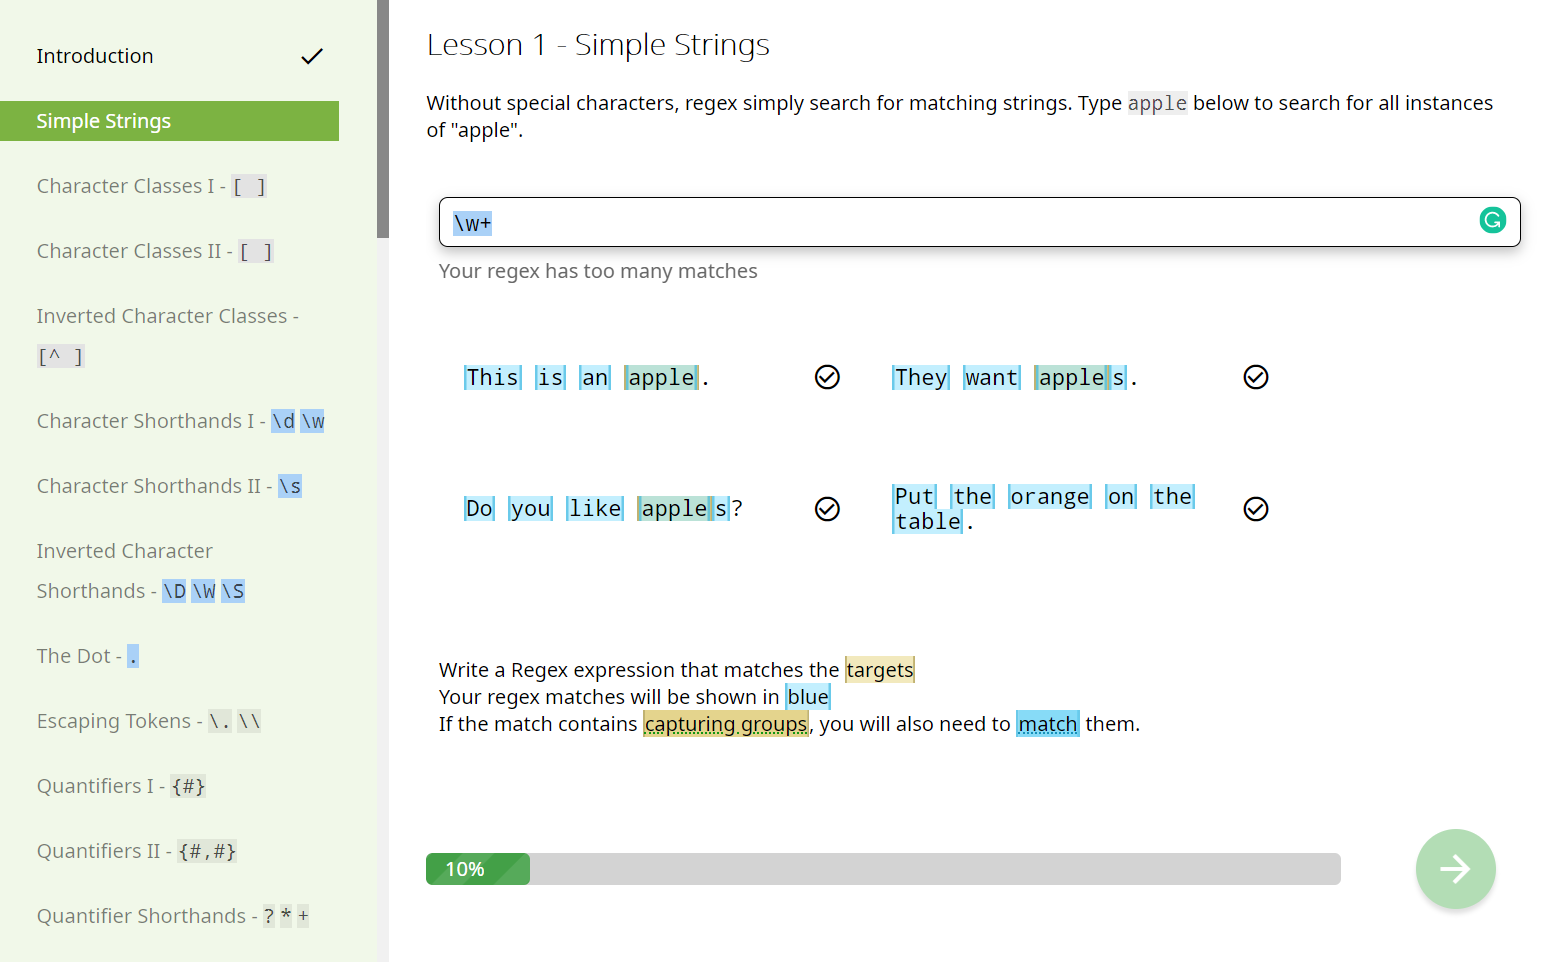 Introduction
Simple Strings
Character Classes I - [ ]
Character Classes II - [ ]
Inverted Character Classes -
[^ ]
Character Shorthands I - \d \w
Character Shorthands II - \s
Inverted Character
Shorthands - \D \W \S
The Dot - .
Escaping Tokens - \. \\
Quantifiers I - {#}
Quantifiers II - {#,#}
Quantifier Shorthands - ? * +
Lesson 1 - Simple Strings
Without special characters, regex simply search for matching strings. Type apple below to search for all instances
of "apple".
\w+
Your regex has too many matches
This is an apple.
They want apples.
Do you like apples?
Put the orange on the
table.
Write a Regex expression that matches the targets
Your regex matches will be shown in blue
If the match contains capturing groups, you will also need to match them.
10%